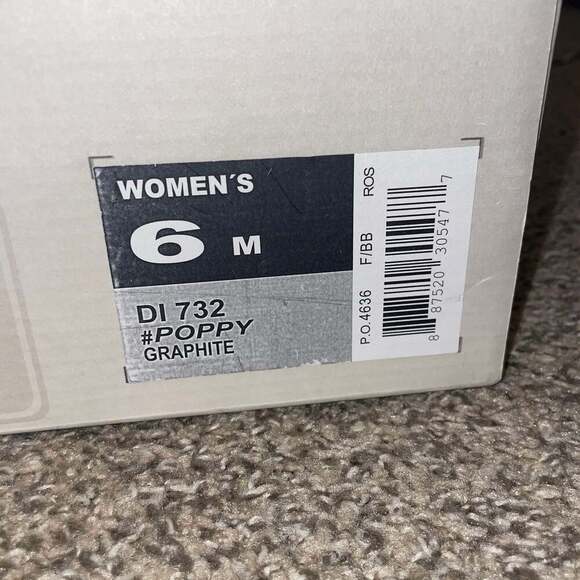 WOMEN´S
6 M
DI 732
#POPPY
GRAPHITE
P.O.4636 F/BB ROS
8 87520 30547 7